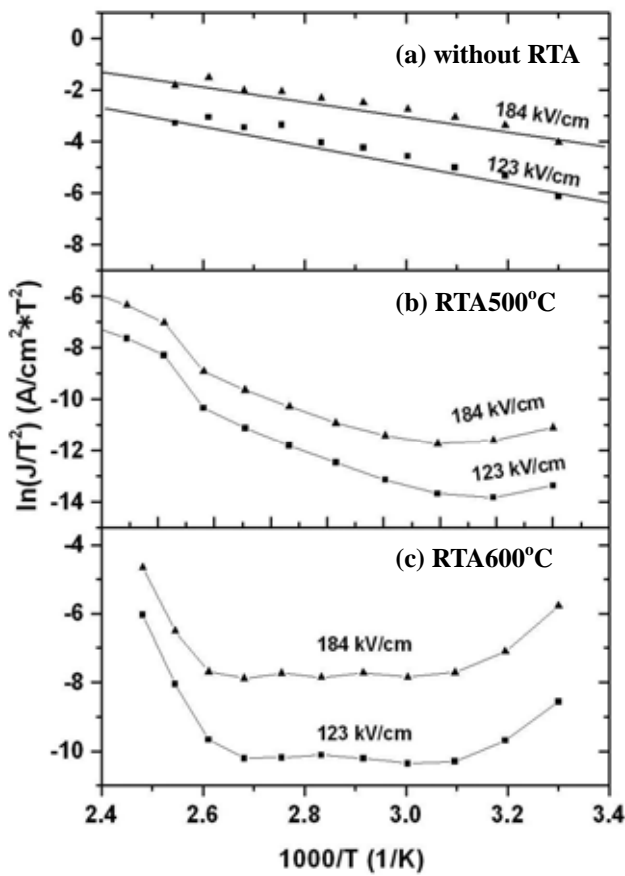 (a) without RTA
0
-2
-4
-6
-8
184 kV/cm
123 kV/cm
(b) RTA500°C
-6
-8
-10
-12
-14
184 kV/cm
123 kV/cm
(c) RTA600°C
-4
-6
-8
-10
184 kV/cm
123 kV/cm
ln(J/T²) (A/cm²*T²)
2.4 2.6 2.8 3.0 3.2 3.4
1000/T (1/K)